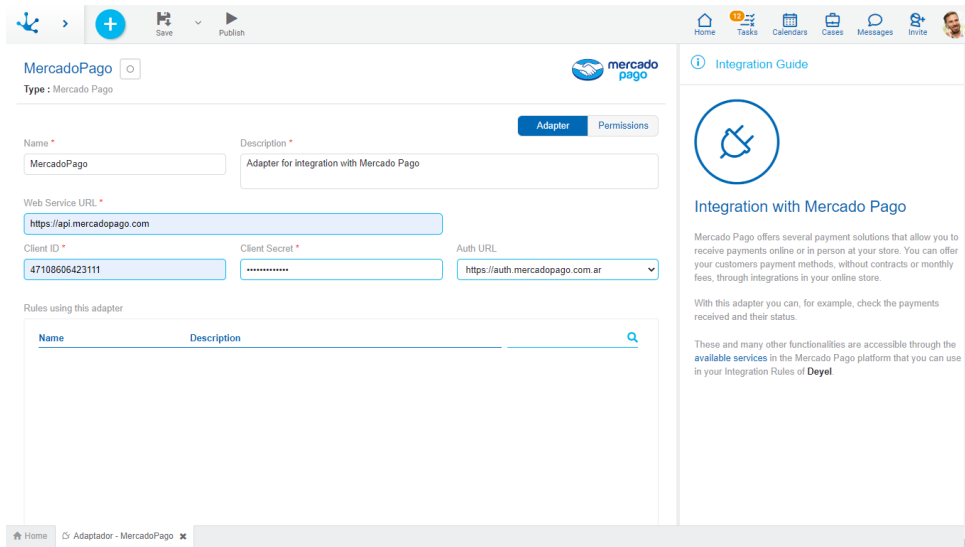 Save
Publish
Home
12
Tasks
Calendars
Cases
Messages
Invite
MercadoPago
Type : Mercado Pago
mercado
pago
Adapter
Permissions
Name *
MercadoPago
Description *
Adapter for integration with Mercado Pago
Web Service URL *
https://api.mercadopago.com
Client ID *
47108606423111
Client Secret *
•••••••••••••
Auth URL
https://auth.mercadopago.com.ar
Rules using this adapter
Name
Description
Integration Guide
Integration with Mercado Pago
Mercado Pago offers several payment solutions that allow you to
receive payments online or in person at your store. You can offer
your customers payment methods, without contracts or monthly
fees, through integrations in your online store.
With this adapter you can, for example, check the payments
received and their status.
These and many other functionalities are accessible through the
available services in the Mercado Pago platform that you can use
in your Integration Rules of Deyel.
Home
Adaptador - MercadoPago